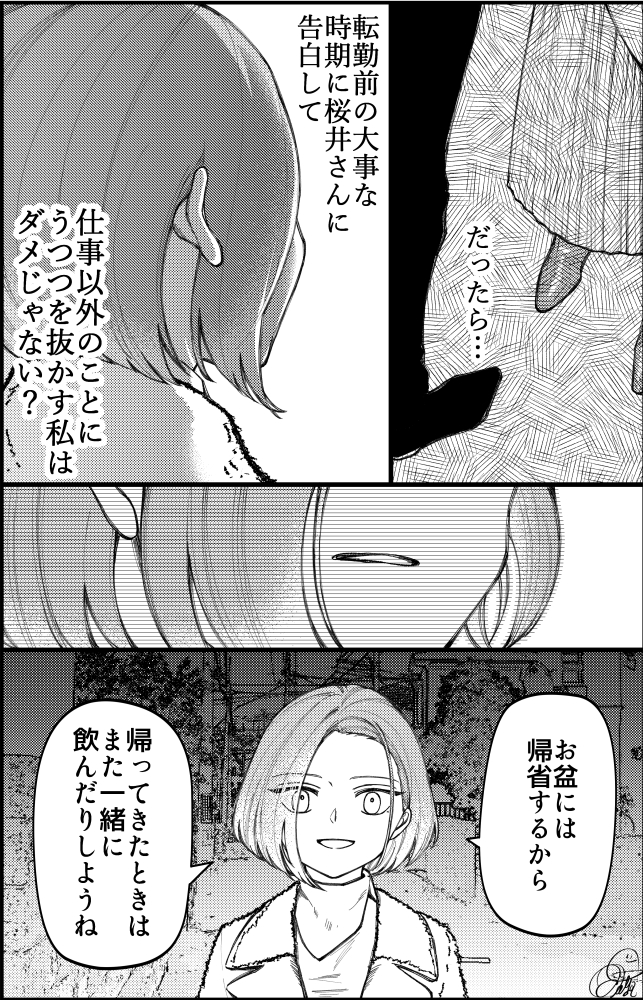 だったら…
転勤前の大事な
時期に桜井さんに
告白して
仕事以外のことに
うつつを抜かす私は
ダメじゃない？
お盆には
帰省するから
帰ってきたときは
また一緒に
飲んだりしようね